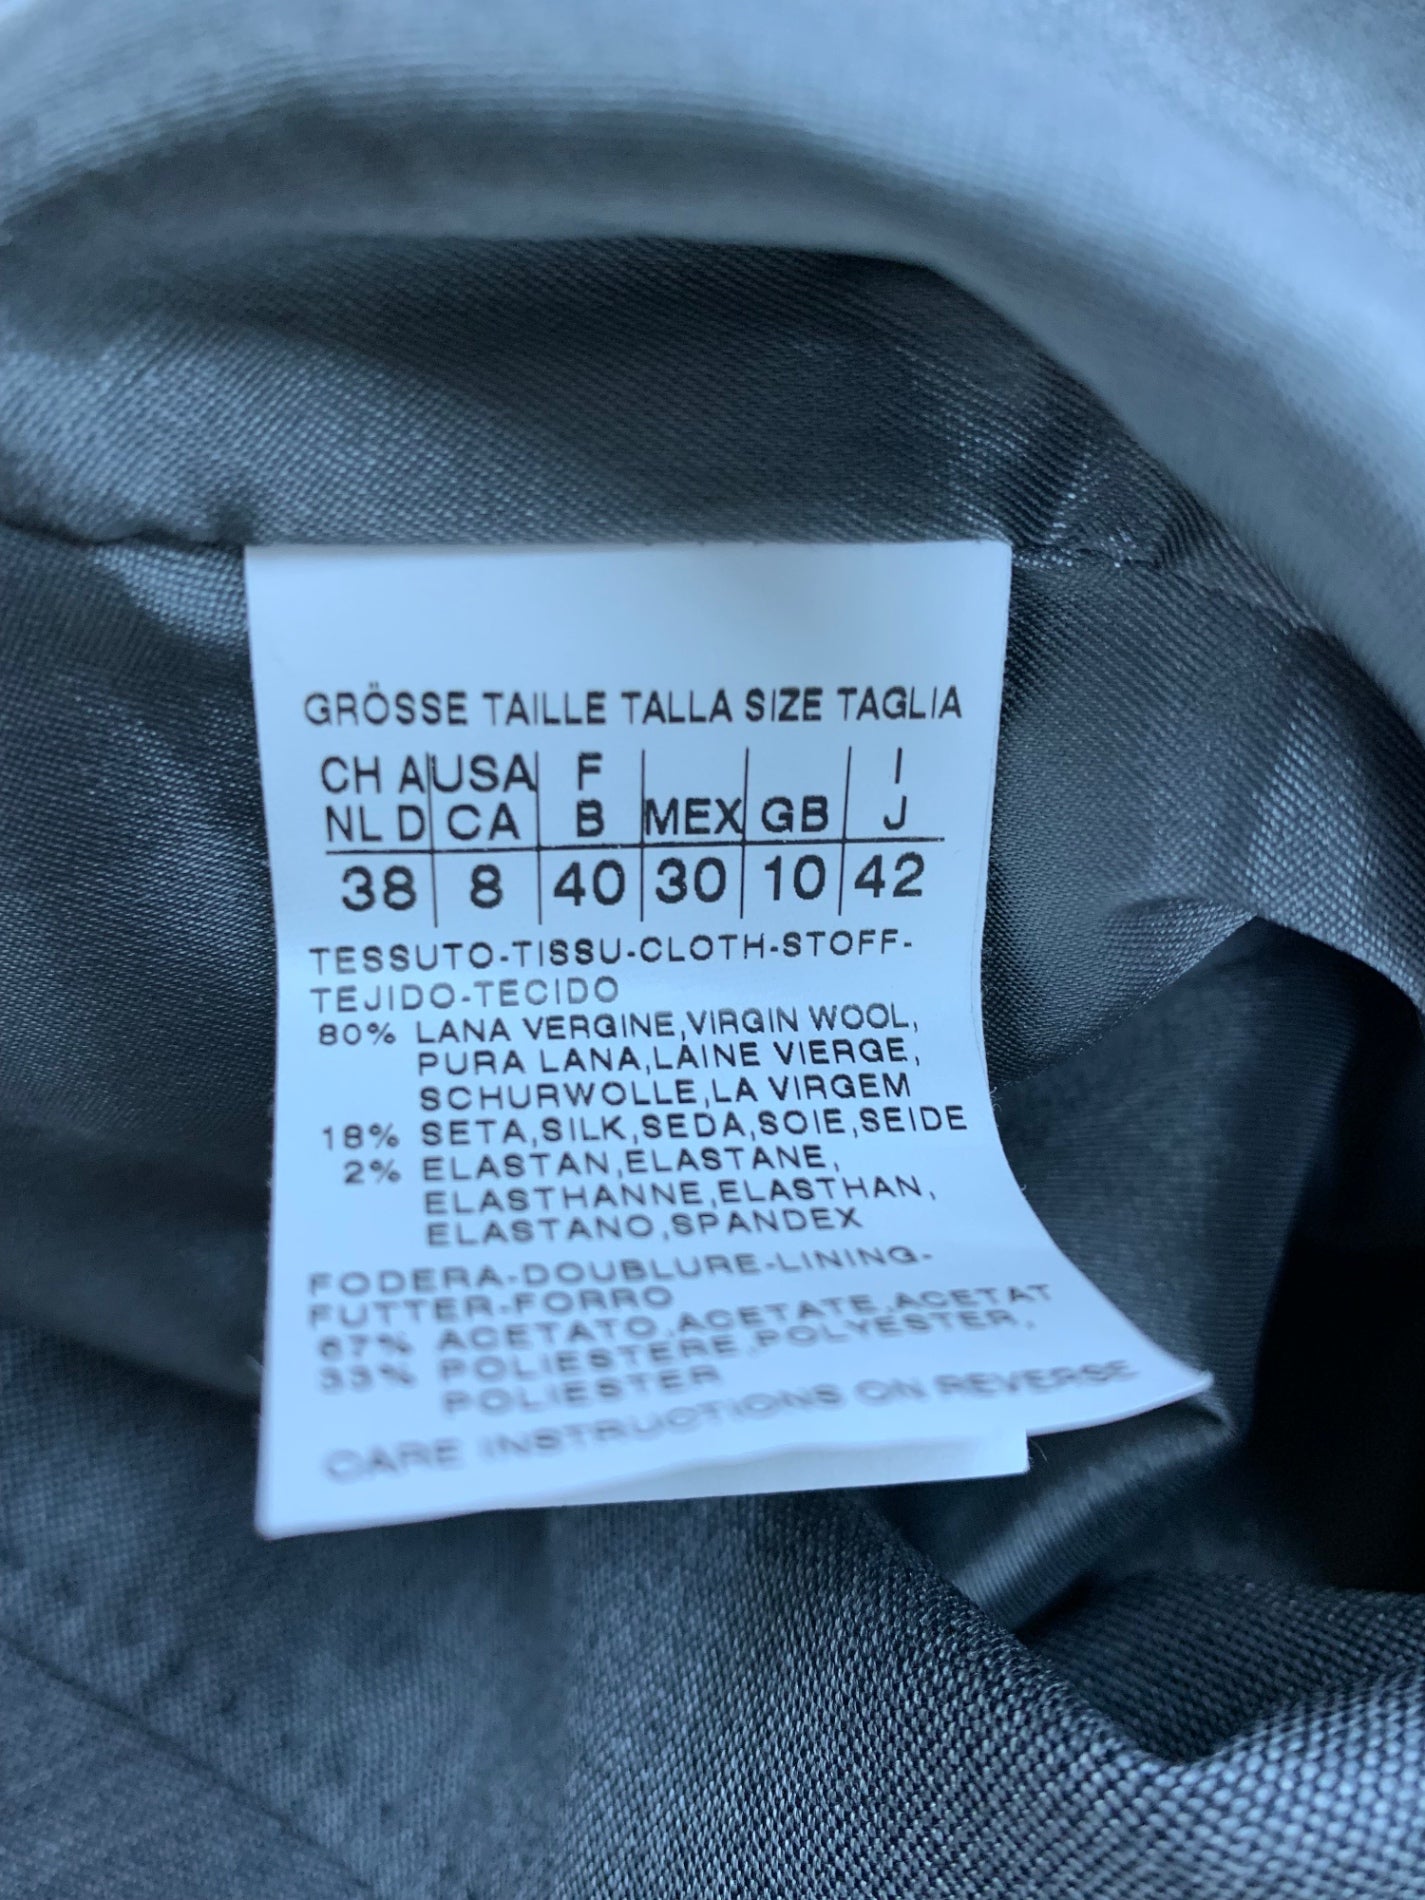 GRÖSSE TAILLE TALLA SIZE TAGLIA
CH A USA F I
NL D CA B MEX GB J
38 8 40 30 10 42
TESSUTO-TISSU-CLOTH-STOFF-
TEJIDO-TECIDO
80% LANA VERGINE,VIRGIN WOOL,
PURA LANA,LAINE VIERGE,
SCHURWOLLE,LA VIRGEM
18% SETA,SILK,SEDA,SOIE,SEIDE
2% ELASTAN,ELASTANE,
ELASTHANNE,ELASTHAN,
ELASTANO,SPANDEX
FODERA-DOUBLURE-LINING-
FUTTER-FORRO
67% ACETATO,ACETATE,ACETAT
33% POLIESTERE,POLYESTER,
POLIESTER
CARE INSTRUCTIONS ON REVERSE